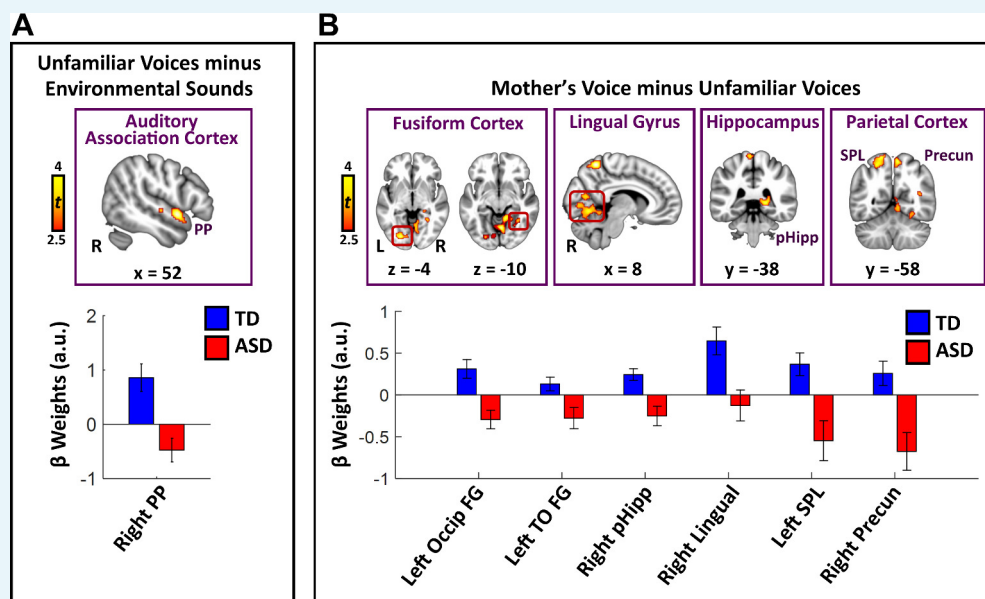 A
Unfamiliar Voices minus
Environmental Sounds
Auditory
Association Cortex
4
t
2.5
PP
R
x = 52
β Weights (a.u.)
2
1
0
-1
TD
ASD
Right PP
B
Mother's Voice minus Unfamiliar Voices
Fusiform Cortex
Lingual Gyrus
Hippocampus
Parietal Cortex
4
t
2.5
L
R
z = -4
z = -10
R
x = 8
pHipp
y = -38
SPL
Precun
y = -58
β Weights (a.u.)
1
0.5
0
-0.5
-1
TD
ASD
Left Occip FG
Left TO FG
Right pHipp
Right Lingual
Left SPL
Right Precun